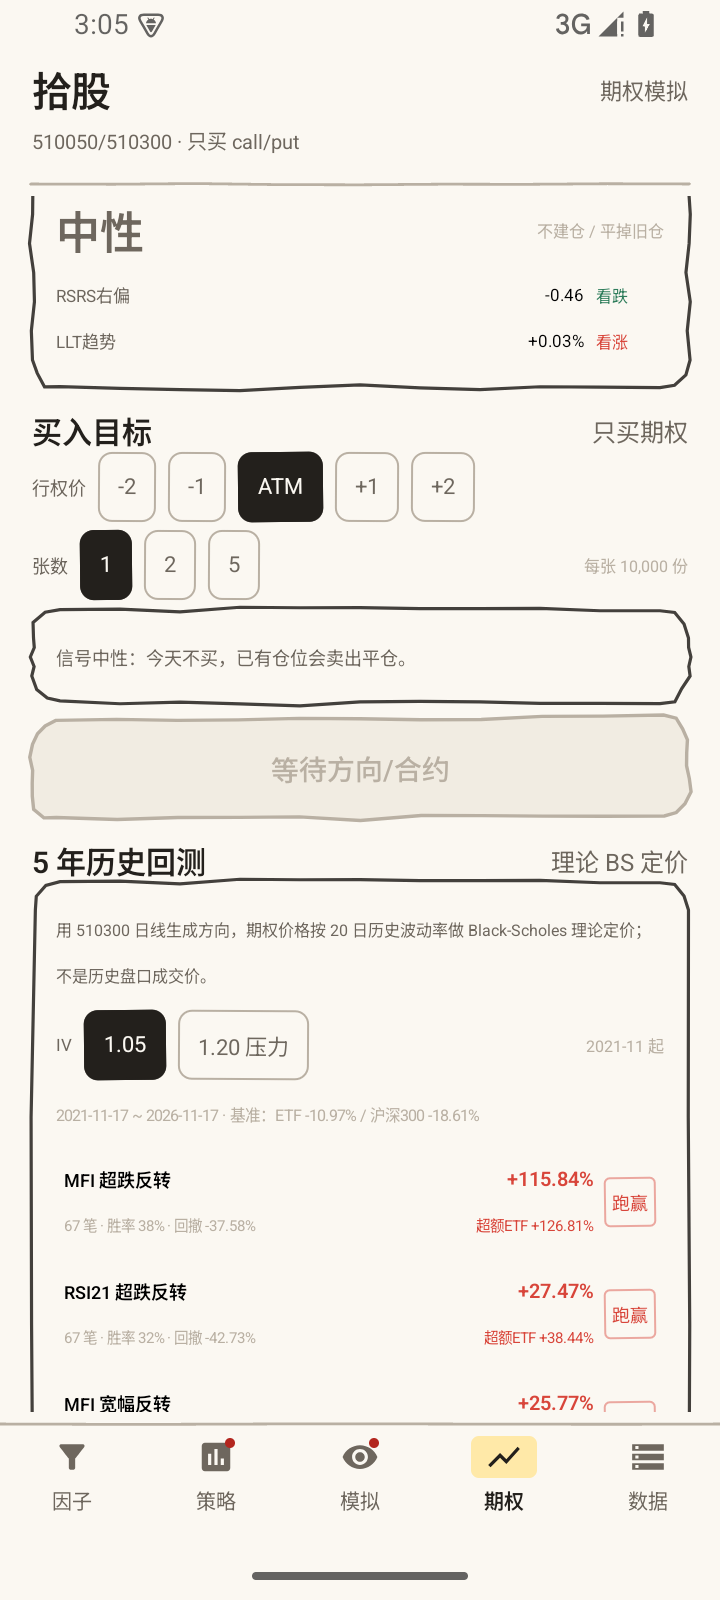 3:05
3G
拾股
期权模拟
510050/510300 · 只买 call/put
中性
不建仓 / 平掉旧仓
RSRS右偏
-0.46 看跌
LLT趋势
+0.03% 看涨
买入目标
只买期权
行权价 -2 -1 ATM +1 +2
张数 1 2 5
每张 10,000 份
信号中性：今天不买，已有仓位会卖出平仓。
等待方向/合约
5 年历史回测
理论 BS 定价
用 510300 日线生成方向，期权价格按 20 日历史波动率做 Black-Scholes 理论定价；
不是历史盘口成交价。
IV 1.05 1.20 压力
2021-11 起
2021-11-17 ~ 2026-11-17 · 基准：ETF -10.97% / 沪深300 -18.61%
MFI 超跌反转
+115.84%
跑赢
67 笔 · 胜率 38% · 回撤 -37.58%
超额ETF +126.81%
RSI21 超跌反转
+27.47%
跑赢
67 笔 · 胜率 32% · 回撤 -42.73%
超额ETF +38.44%
MFI 宽幅反转
+25.77%
因子 策略 模拟 期权 数据